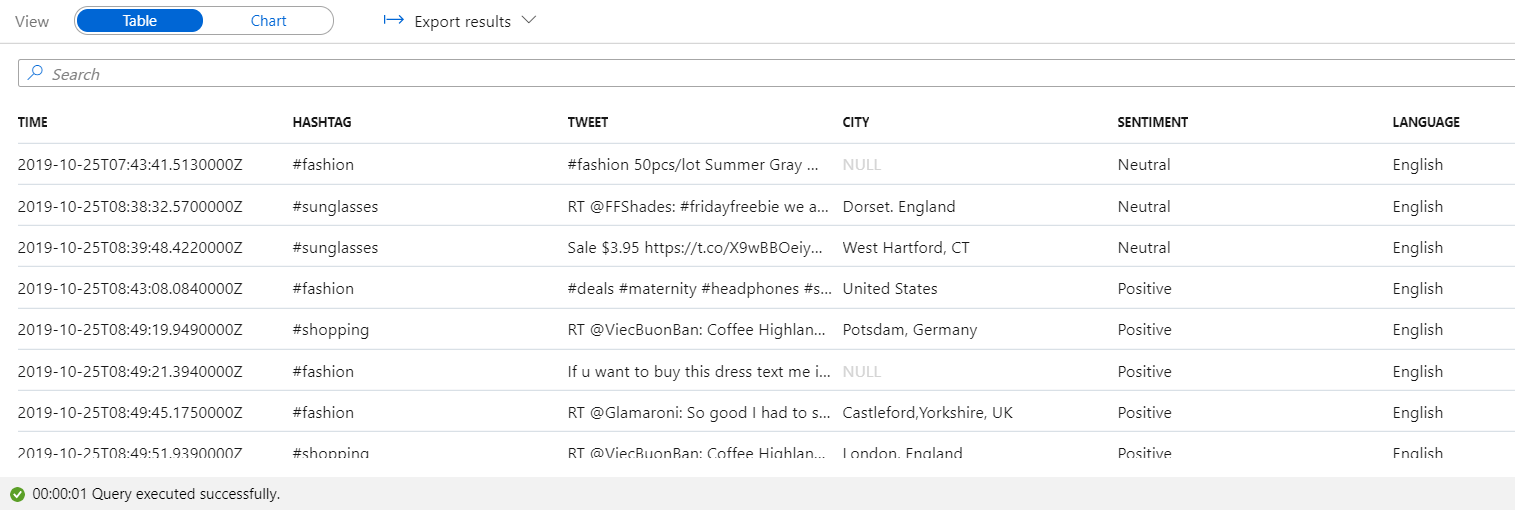 View Table Chart Export results
Search
TIME HASHTAG TWEET CITY SENTIMENT LANGUAGE
2019-10-25T07:43:41.5130000Z #fashion #fashion 50pcs/lot Summer Gray ... NULL Neutral English
2019-10-25T08:38:32.5700000Z #sunglasses RT @FFShades: #fridayfreebie we a... Dorset. England Neutral English
2019-10-25T08:39:48.4220000Z #sunglasses Sale $3.95 https://t.co/X9wBBOeiy... West Hartford, CT Neutral English
2019-10-25T08:43:08.0840000Z #fashion #deals #maternity #headphones #s... United States Positive English
2019-10-25T08:49:19.9490000Z #shopping RT @ViecBuonBan: Coffee Highlan... Potsdam, Germany Positive English
2019-10-25T08:49:21.3940000Z #fashion If u want to buy this dress text me i... NULL Positive English
2019-10-25T08:49:45.1750000Z #fashion RT @Glamaroni: So good I had to s... Castleford,Yorkshire, UK Positive English
2019-10-25T08:49:51.9390000Z #shopping RT @ViecBuonBan: Coffee Highlan... London, England Positive English
00:00:01 Query executed successfully.